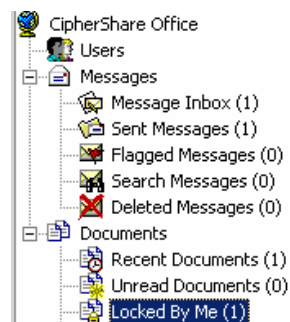 CipherShare Office
Users
Messages
Message Inbox (1)
Sent Messages (1)
Flagged Messages (0)
Search Messages (0)
Deleted Messages (0)
Documents
Recent Documents (1)
Unread Documents (0)
Locked By Me (1)